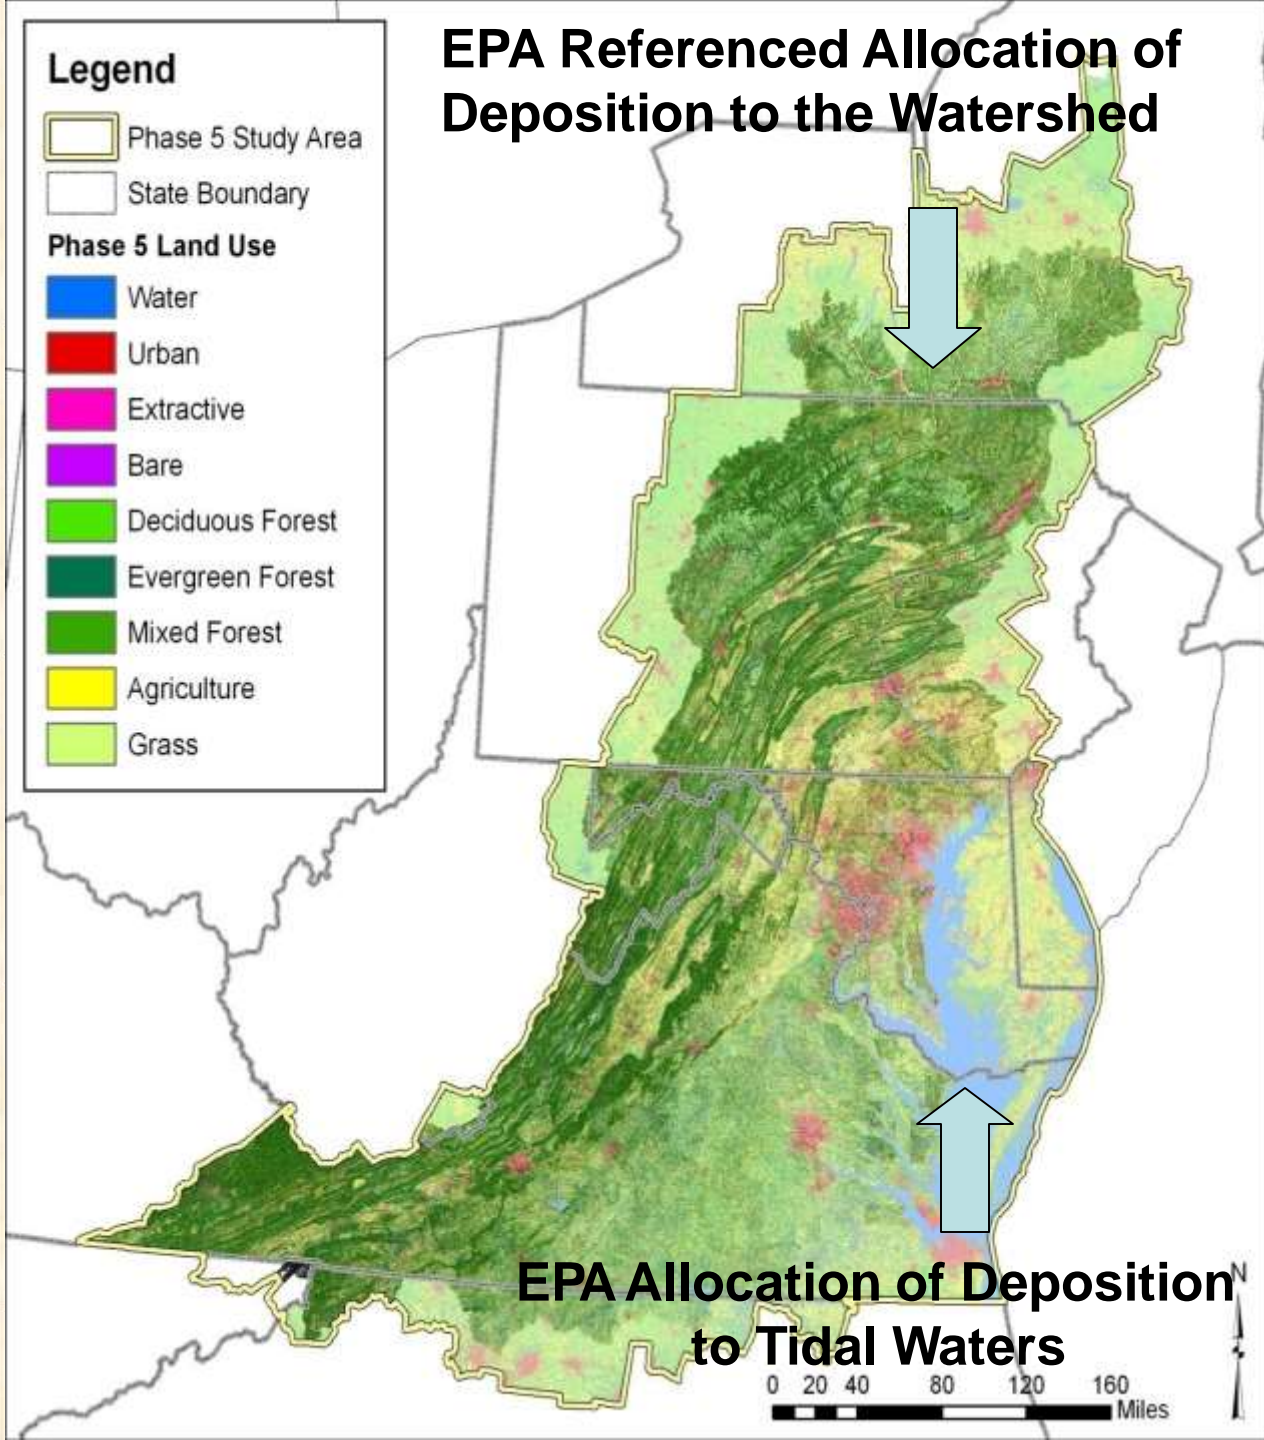 EPA Referenced Allocation of
Deposition to the Watershed
Legend
Phase 5 Study Area
State Boundary
Phase 5 Land Use
Water
Urban
Extractive
Bare
Deciduous Forest
Evergreen Forest
Mixed Forest
Agriculture
Grass
EPA Allocation of Deposition
to Tidal Waters
N
0 20 40 80 120 160
Miles